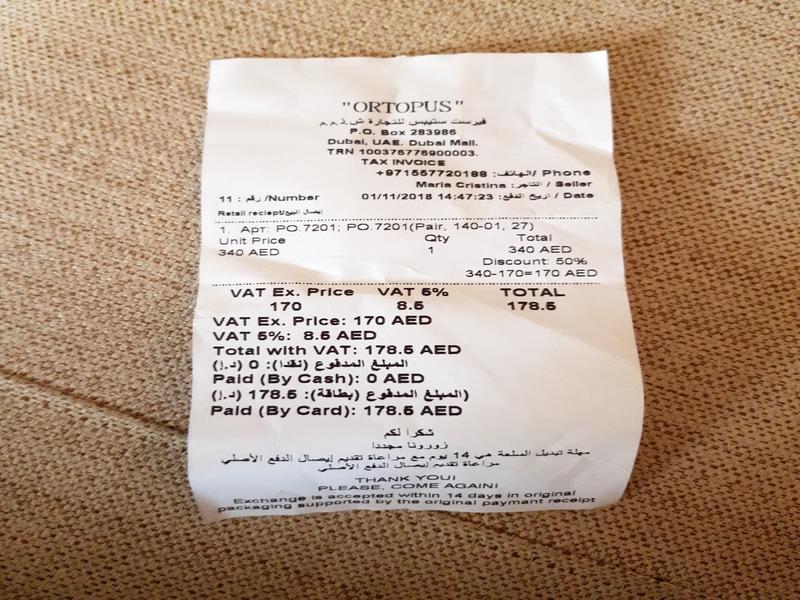 "ORTOPUS"
فيرست ستيبس للتجارة ش.ذ.م.م
P.O. Box 283986
Dubai, UAE. Dubai Mall.
TRN 100375776900003.
TAX INVOICE
+971557720188 :الهاتف/ Phone
Maria Cristina :التاجر / Seller
11 : رقم /Number
01/11/2018 14:47:23 :اريخ الدفع / Date
Retail reciept/إيصال البيع
1. Арт: PO.7201; PO.7201(Pair, 140-01, 27)
Unit Price Qty Total
340 AED 1 340 AED
Discount: 50%
340-170=170 AED
VAT Ex. Price VAT 5% TOTAL
170 8.5 178.5
VAT Ex. Price: 170 AED
VAT 5%: 8.5 AED
Total with VAT: 178.5 AED
المبلغ المدفوع (نقدا): 0 (د.إ)
Paid (By Cash): 0 AED
(المبلغ المدفوع (بطاقة): 178.5 (د.إ)
Paid (By Card): 178.5 AED
شكرا لكم
زورونا مجددا
مهلة تبديل السلعة هي 14 يوم مع مراعاة تقديم إيصال الدفع الأصلي
مراعاة تقديم إيصال الدفع الأصلي
THANK YOU!
PLEASE, COME AGAIN!
Exchange is accepted within 14 days in original
packaging supported by the original paymant receipt